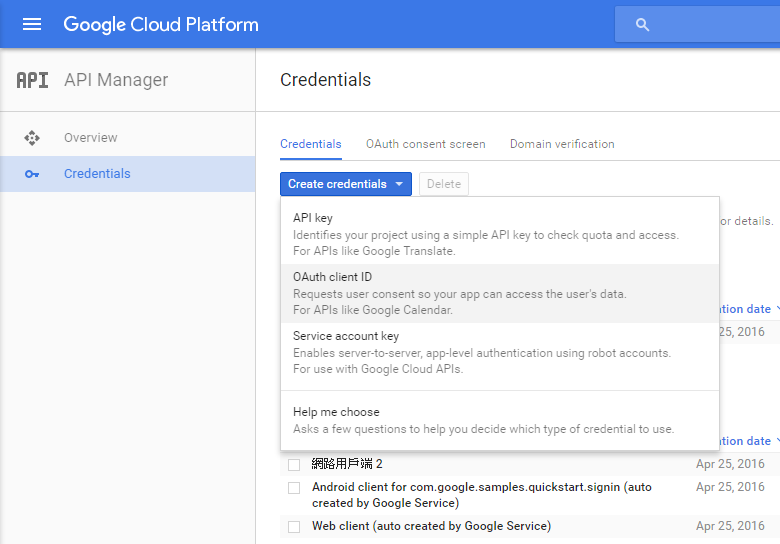 Google Cloud Platform
API API Manager
Credentials
Overview
Credentials
Credentials OAuth consent screen Domain verification
Create credentials Delete
API key
Identifies your project using a simple API key to check quota and access.
For APIs like Google Translate.
or details.
OAuth client ID
Requests user consent so your app can access the user's data.
For APIs like Google Calendar.
date
Service account key
25, 2016
Enables server-to-server, app-level authentication using robot accounts.
For use with Google Cloud APIs.
Help me choose
Asks a few questions to help you decide which type of credential to use.
date
網路用戶端 2 Apr 25, 2016
Android client for com.google.samples.quickstart.signin (auto Apr 25, 2016
created by Google Service)
Web client (auto created by Google Service) Apr 25, 2016